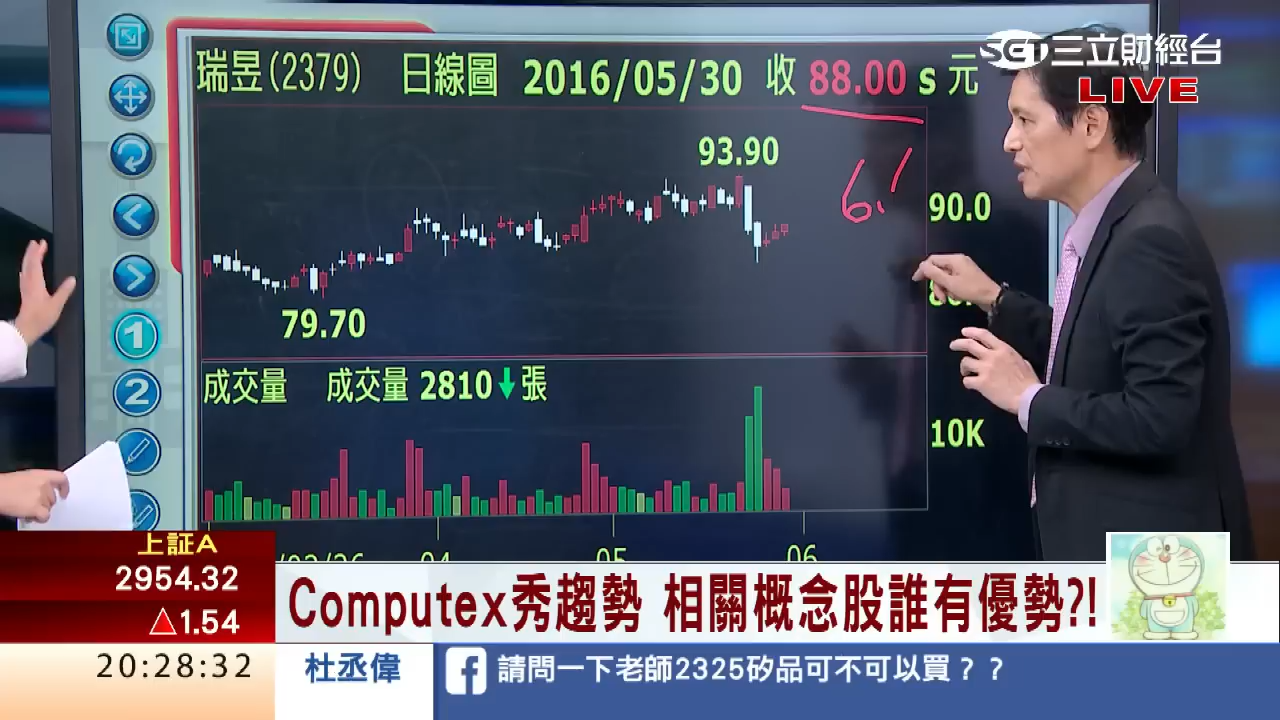 SET三立財經台
LIVE
瑞昱(2379) 日線圖 2016/05/30 收 88.00 s 元
93.90
6.1
90.0
79.70
成交量 成交量 2810↓張
10K
04 05 06
上証A
2954.32
▲1.54
Computex秀趨勢 相關概念股誰有優勢?!
1
2
20:28:32
杜丞偉
f 請問一下老師2325矽品可不可以買？？